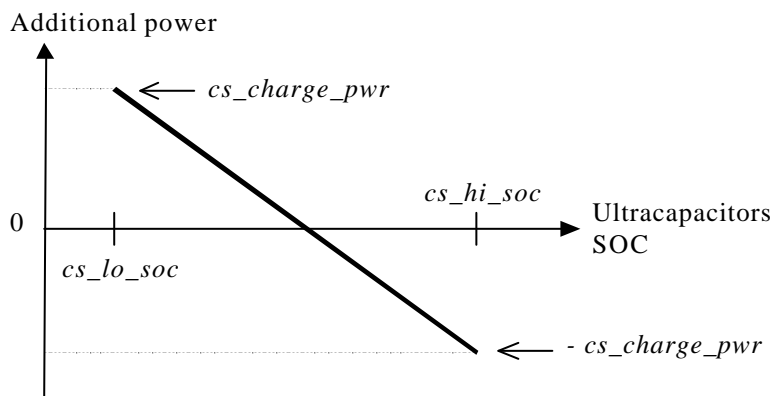 Additional power
cs_charge_pwr
cs_hi_soc
0
Ultracapacitors
SOC
cs_lo_soc
- cs_charge_pwr